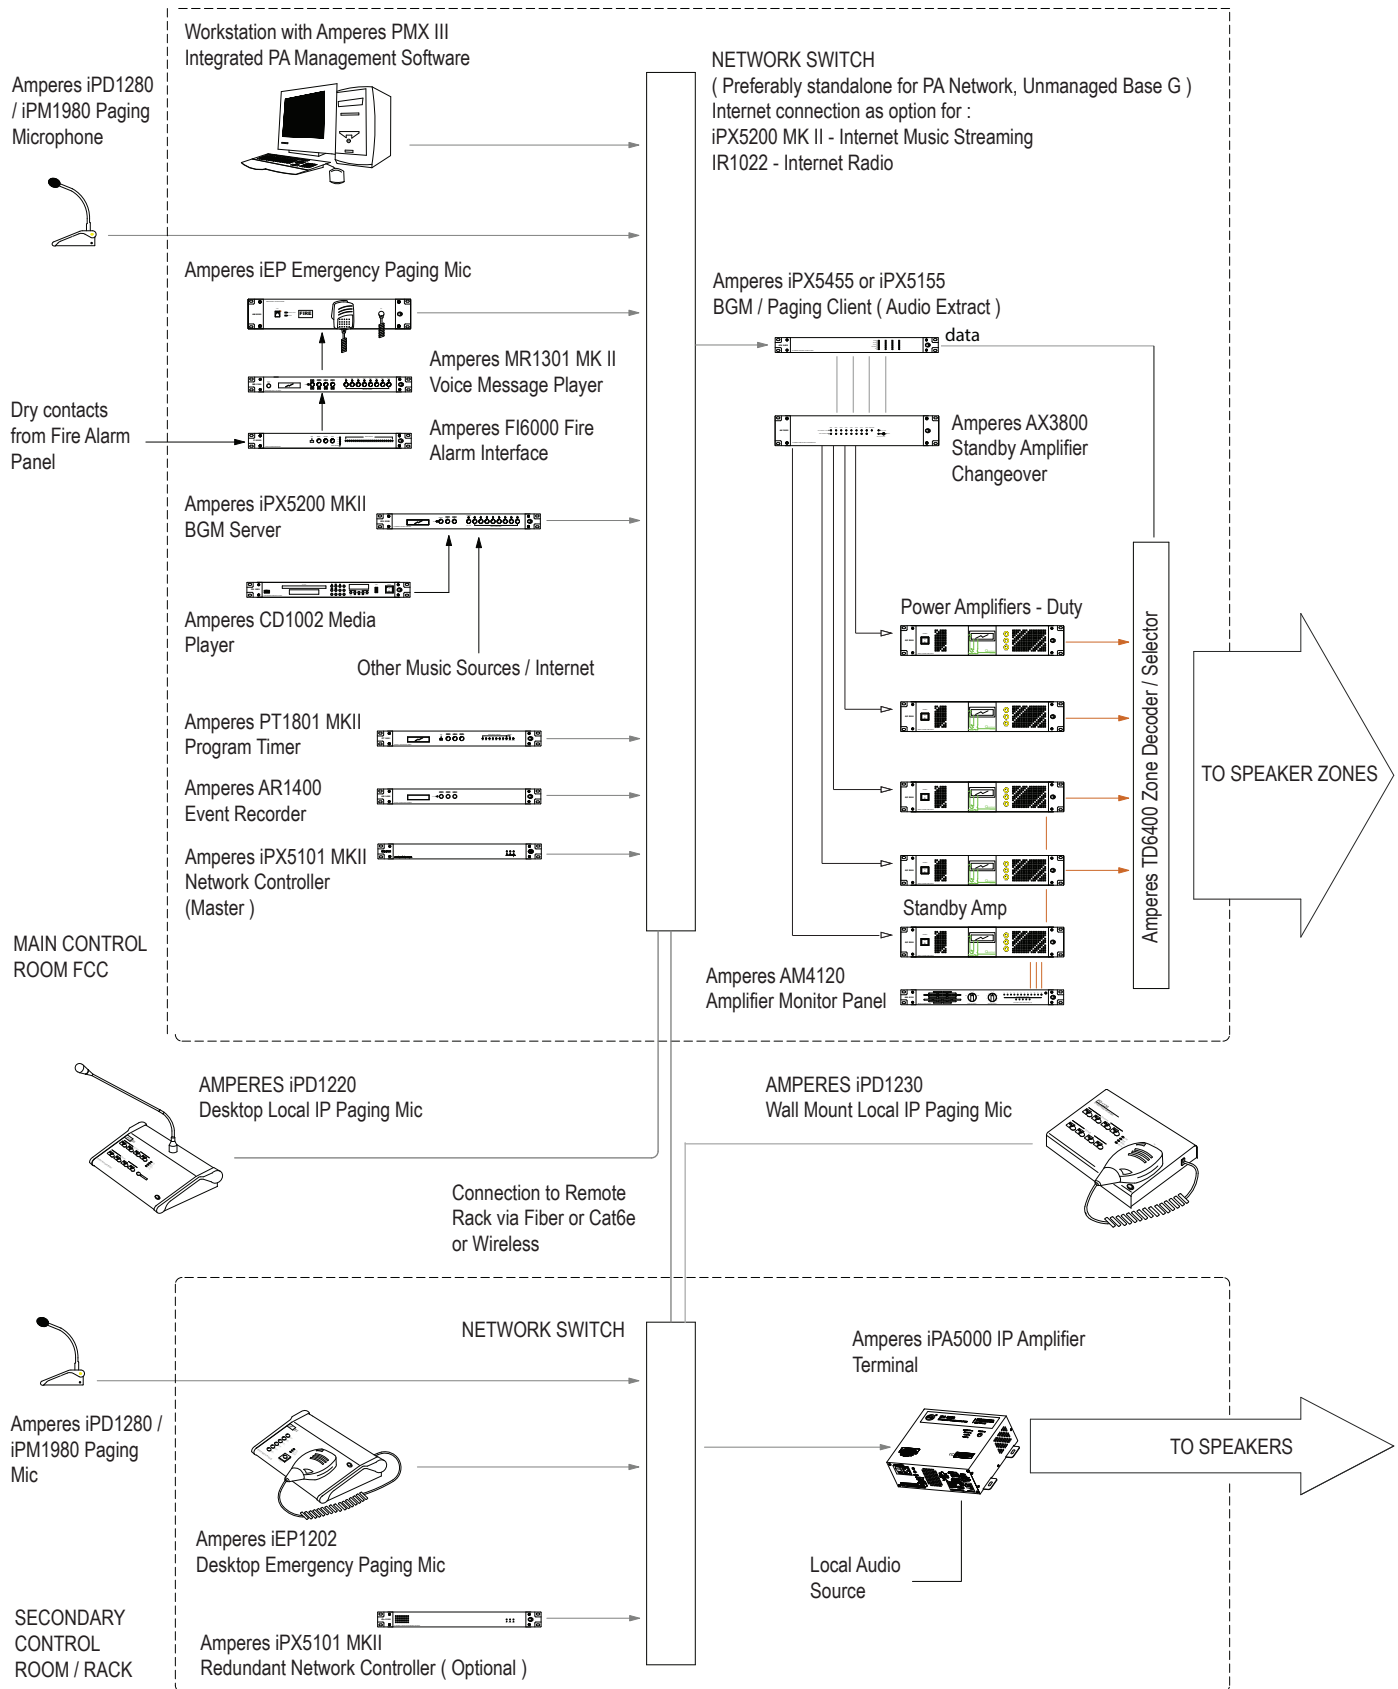 Workstation with Amperes PMX III
Integrated PA Management Software
Amperes iPD1280
/ iPM1980 Paging
Microphone
NETWORK SWITCH
( Preferably standalone for PA Network, Unmanaged Base G )
Internet connection as option for :
iPX5200 MK II - Internet Music Streaming
IR1022 - Internet Radio
Amperes iEP Emergency Paging Mic
FIRE
Amperes MR1301 MK II
Voice Message Player
Dry contacts
from Fire Alarm
Panel
Amperes FI6000 Fire
Alarm Interface
Amperes iPX5455 or iPX5155
BGM / Paging Client ( Audio Extract )
data
Amperes AX3800
Standby Amplifier
Changeover
Amperes iPX5200 MKII
BGM Server
Amperes CD1002 Media
Player
Other Music Sources / Internet
Amperes PT1801 MKII
Program Timer
Amperes AR1400
Event Recorder
Amperes iPX5101 MKII
Network Controller
(Master )
Power Amplifiers - Duty
Standby Amp
Amperes AM4120
Amplifier Monitor Panel
Amperes TD6400 Zone Decoder / Selector
TO SPEAKER ZONES
MAIN CONTROL
ROOM FCC
AMPERES iPD1220
Desktop Local IP Paging Mic
AMPERES iPD1230
Wall Mount Local IP Paging Mic
Connection to Remote
Rack via Fiber or Cat6e
or Wireless
NETWORK SWITCH
Amperes iPD1280 /
iPM1980 Paging
Mic
Amperes iEP1202
Desktop Emergency Paging Mic
Amperes iPA5000 IP Amplifier
Terminal
TO SPEAKERS
Local Audio
Source
Amperes iPX5101 MKII
Redundant Network Controller ( Optional )
SECONDARY
CONTROL
ROOM / RACK